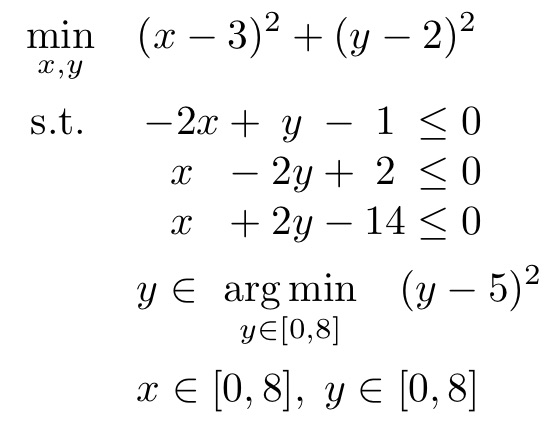 min x,y (x − 3)² + (y − 2)²
s.t. −2x + y − 1 ≤ 0
x − 2y + 2 ≤ 0
x + 2y − 14 ≤ 0
y ∈ arg min y∈[0,8] (y − 5)²
x ∈ [0, 8], y ∈ [0, 8]